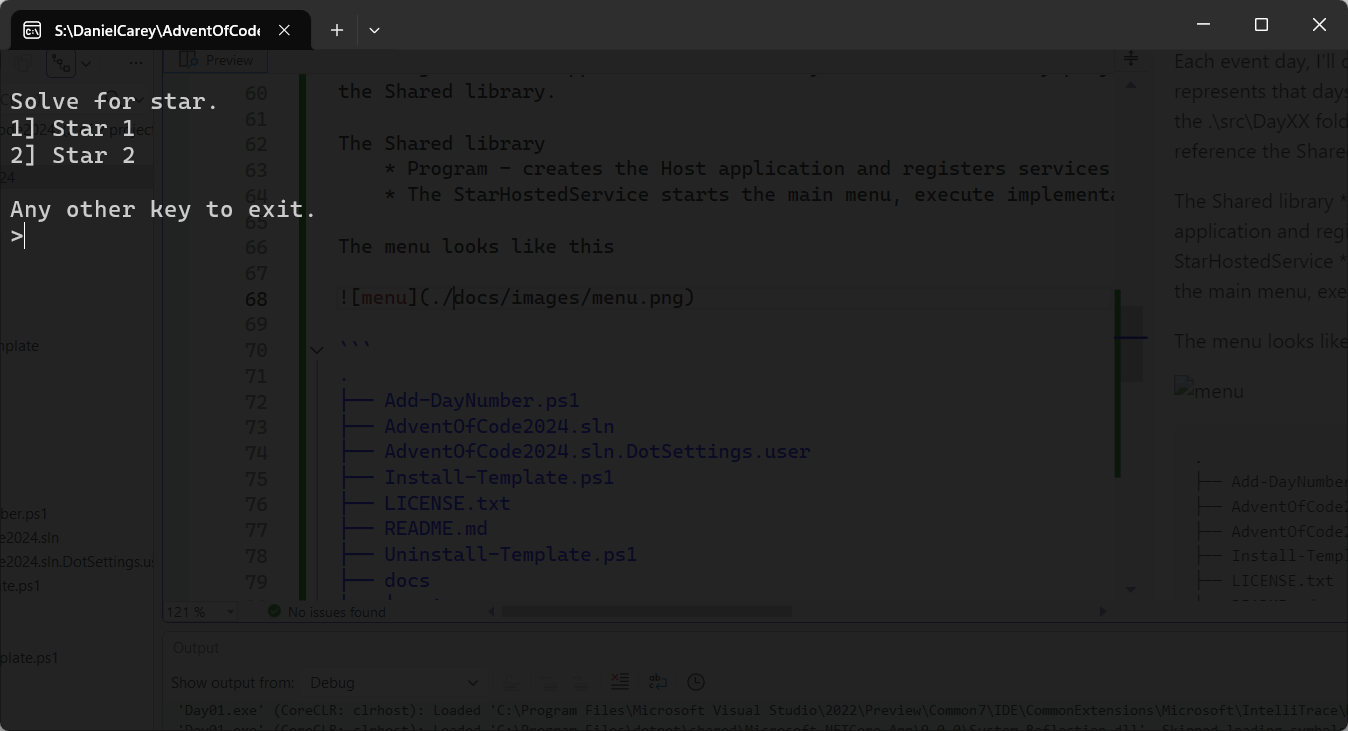 S:\DanielCarey\AdventOfCode
Solve for star.
1] Star 1
2] Star 2
Any other key to exit.
>
Preview
60 the Shared library.
61
62 The Shared library
63 * Program – creates the Host application and registers services
64 * The StarHostedService starts the main menu, execute implementa
65
66 The menu looks like this
67
68 ![menu](./docs/images/menu.png)
69
70 ```
71 .
72 ├── Add-DayNumber.ps1
73 ├── AdventOfCode2024.sln
74 ├── AdventOfCode2024.sln.DotSettings.user
75 ├── Install-Template.ps1
76 ├── LICENSE.txt
77 ├── README.md
78 ├── Uninstall-Template.ps1
79 ├── docs
121 %
No issues found
Output
Show output from: Debug
'Day01.exe' (CoreCLR: clrhost): Loaded 'C:\Program Files\Microsoft Visual Studio\2022\Preview\Common7\IDE\CommonExtensions\Microsoft\IntelliTrace\
24
mplate
ber.ps1
e2024.sln
e2024.sln.DotSettings.us
te.ps1
plate.ps1
Each event day, I'll c
represents that days
the .\src\DayXX fold
reference the Share
The Shared library *
application and regi
StarHostedService *
the main menu, exe
The menu looks like
menu
.
├── Add-DayNumber
├── AdventOfCode2
├── AdventOfCode2
├── Install-Templ
├── LICENSE.txt